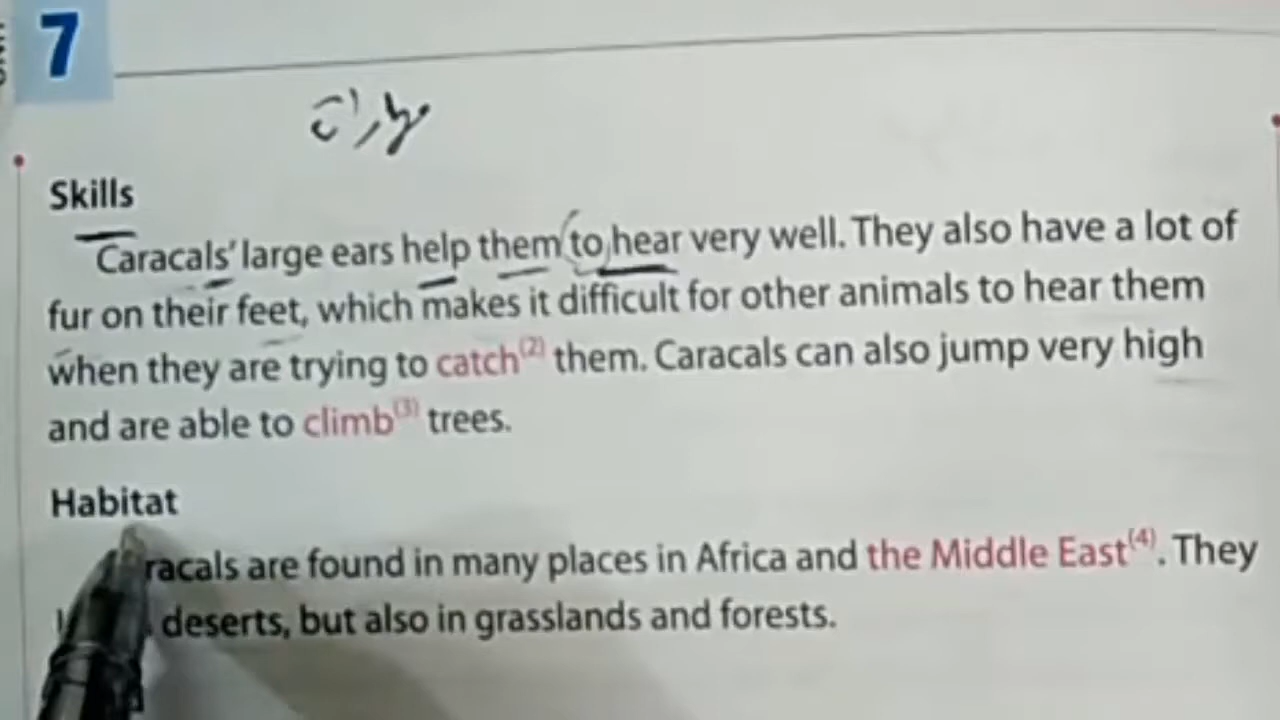 7
Skills
Caracals' large ears help them to hear very well. They also have a lot of
fur on their feet, which makes it difficult for other animals to hear them
when they are trying to catch(2) them. Caracals can also jump very high
and are able to climb(3) trees.
Habitat
racals are found in many places in Africa and the Middle East(4). They
deserts, but also in grasslands and forests.